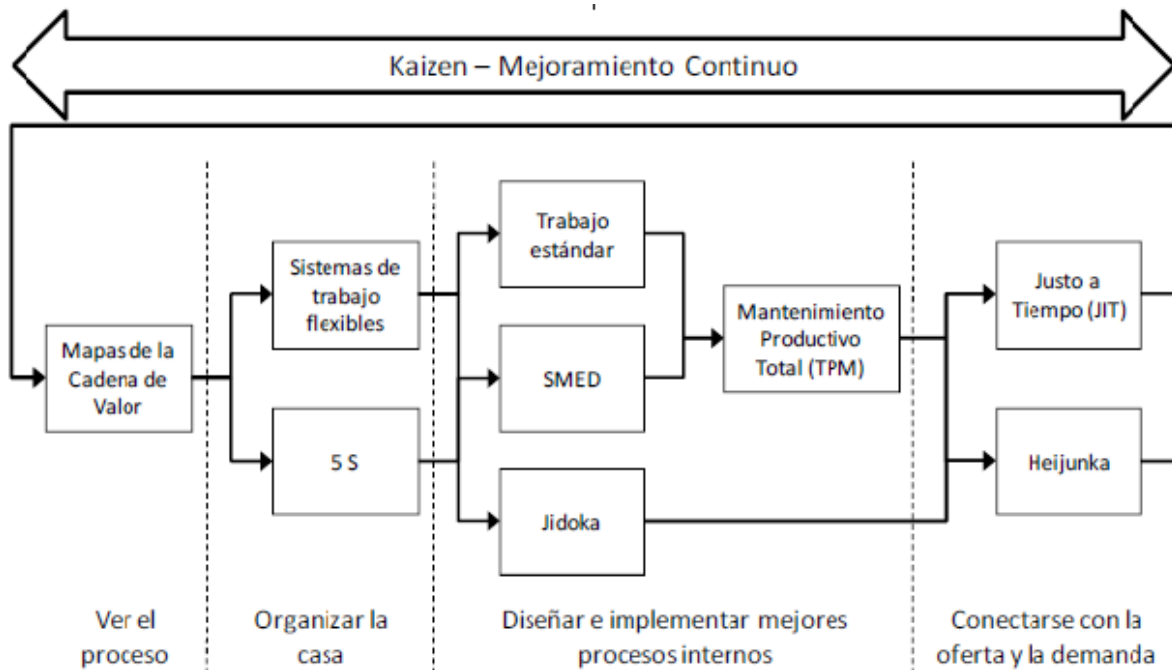 Kaizen – Mejoramiento Continuo
Mapas de la
Cadena de
Valor
Sistemas de
trabajo
flexibles
5 S
Trabajo
estándar
SMED
Jidoka
Mantenimiento
Productivo
Total (TPM)
Justo a
Tiempo (JIT)
Heijunka
Ver el
proceso
Organizar la
casa
Diseñar e implementar mejores
procesos internos
Conectarse con la
oferta y la demanda